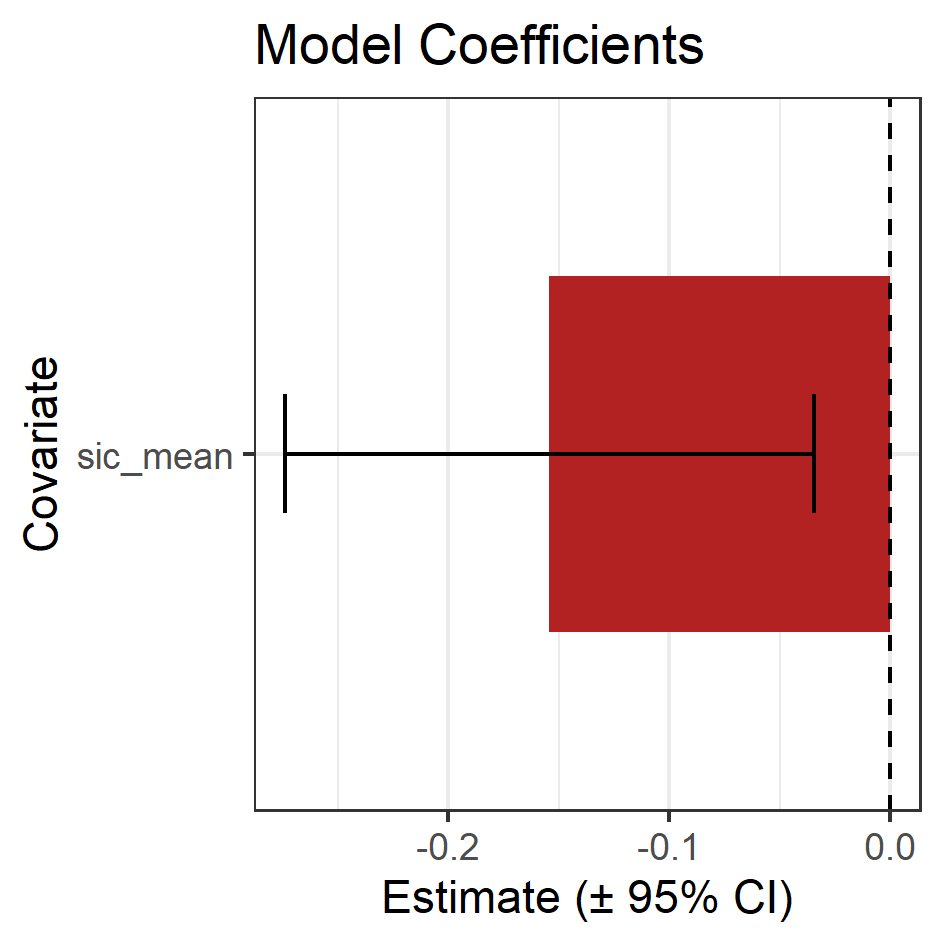 Model Coefficients
Covariate
sic_mean
-0.2
-0.1
0.0
Estimate (± 95% CI)